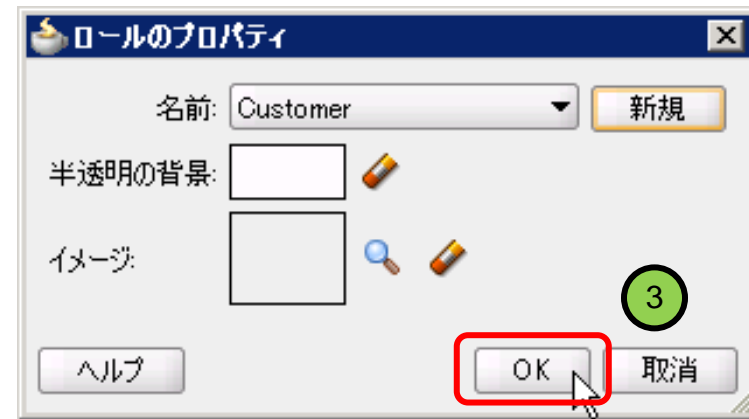 ロールのプロパティ
名前: Customer 新規
半透明の背景:
イメージ:
3
ヘルプ OK 取消